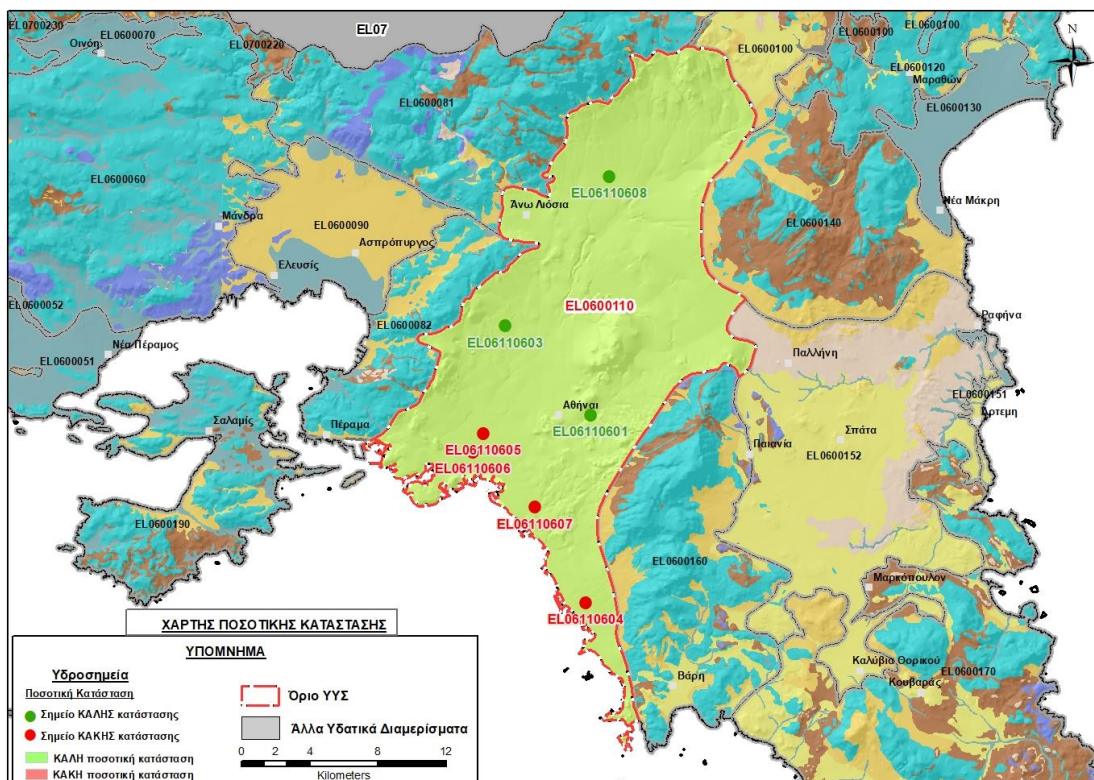 EL0700230
EL0600070
Οινόη
EL0700220
EL07
EL0600100
EL0600100
EL0600100
EL0600120
Μαραθών
N
EL0600081
EL0600130
EL0600060
EL06110608
Μάνδρα
Άνω Λιόσια
Νέα Μάκρη
EL0600090
EL0600140
Ασπρόπυργος
Ελευσίς
EL0600052
EL0600110
EL0600082
Ραφήνα
EL06110603
Νέα Πέραμος
EL0600051
Παλλήνη
EL0600151
Άρτεμη
Σαλαμίς
Πέραμα
Αθήναι
EL06110601
Σπάτα
EL06110605
Παιανία
EL0600152
EL06110606
EL0600190
EL06110607
EL0600160
Μαρκόπουλον
EL06110604
Βάρη
Καλύβια Θορικού
EL0600170
Κουβαράς
ΧΑΡΤΗΣ ΠΟΣΟΤΙΚΗΣ ΚΑΤΑΣΤΑΣΗΣ
ΥΠΟΜΝΗΜΑ
Υδροσημεία
Ποσοτική Κατάσταση
Σημείο ΚΑΛΗΣ κατάστασης
Σημείο ΚΑΚΗΣ κατάστασης
ΚΑΛΗ ποσοτική κατάσταση
ΚΑΚΗ ποσοτική κατάσταση
Όριο ΥΥΣ
Άλλα Υδατικά Διαμερίσματα
0 2 4 8 12
Kilometers